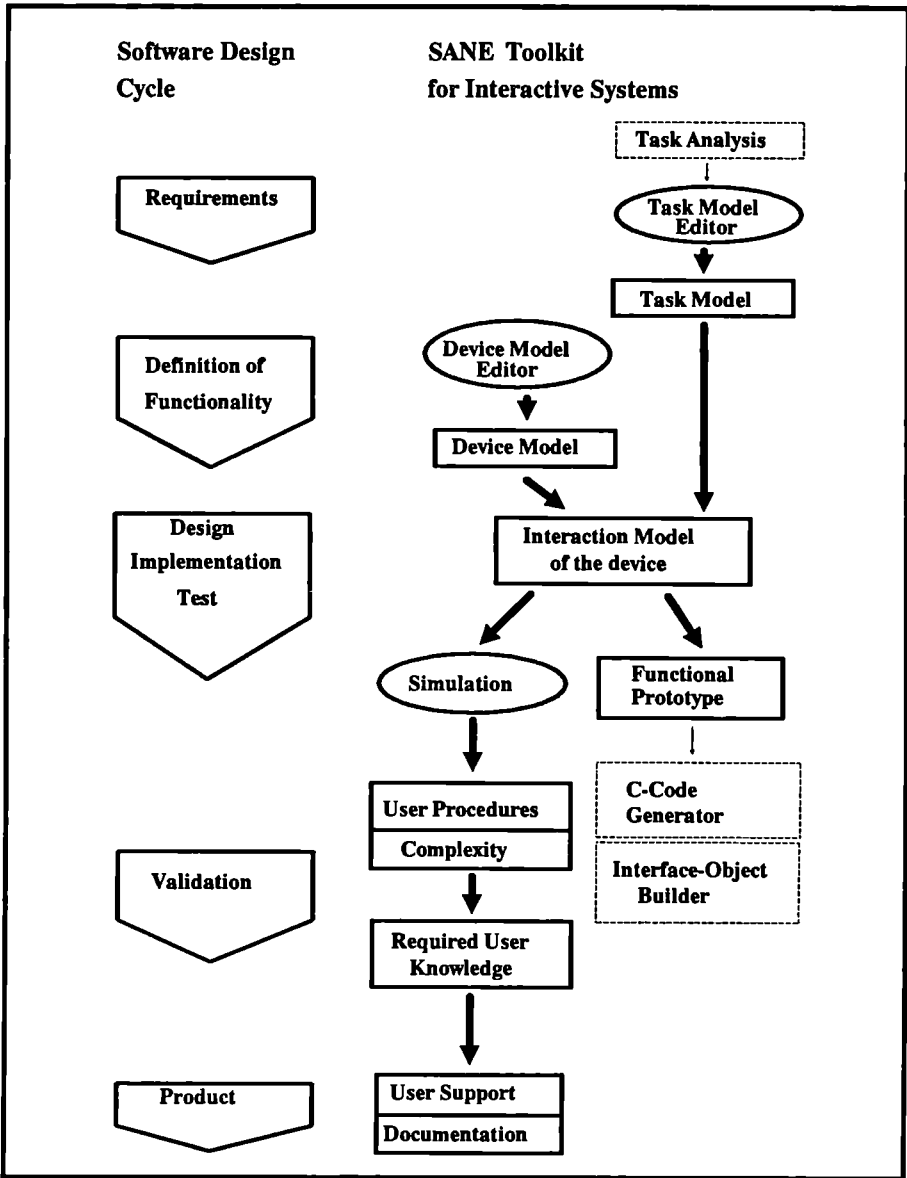 Software Design
Cycle
SANE Toolkit
for Interactive Systems
Task Analysis
Requirements
Task Model
Editor
Task Model
Device Model
Editor
Definition of
Functionality
Device Model
Design
Implementation
Test
Interaction Model
of the device
Simulation
Functional
Prototype
User Procedures
Complexity
C-Code
Generator
Validation
Interface-Object
Builder
Required User
Knowledge
Product
User Support
Documentation